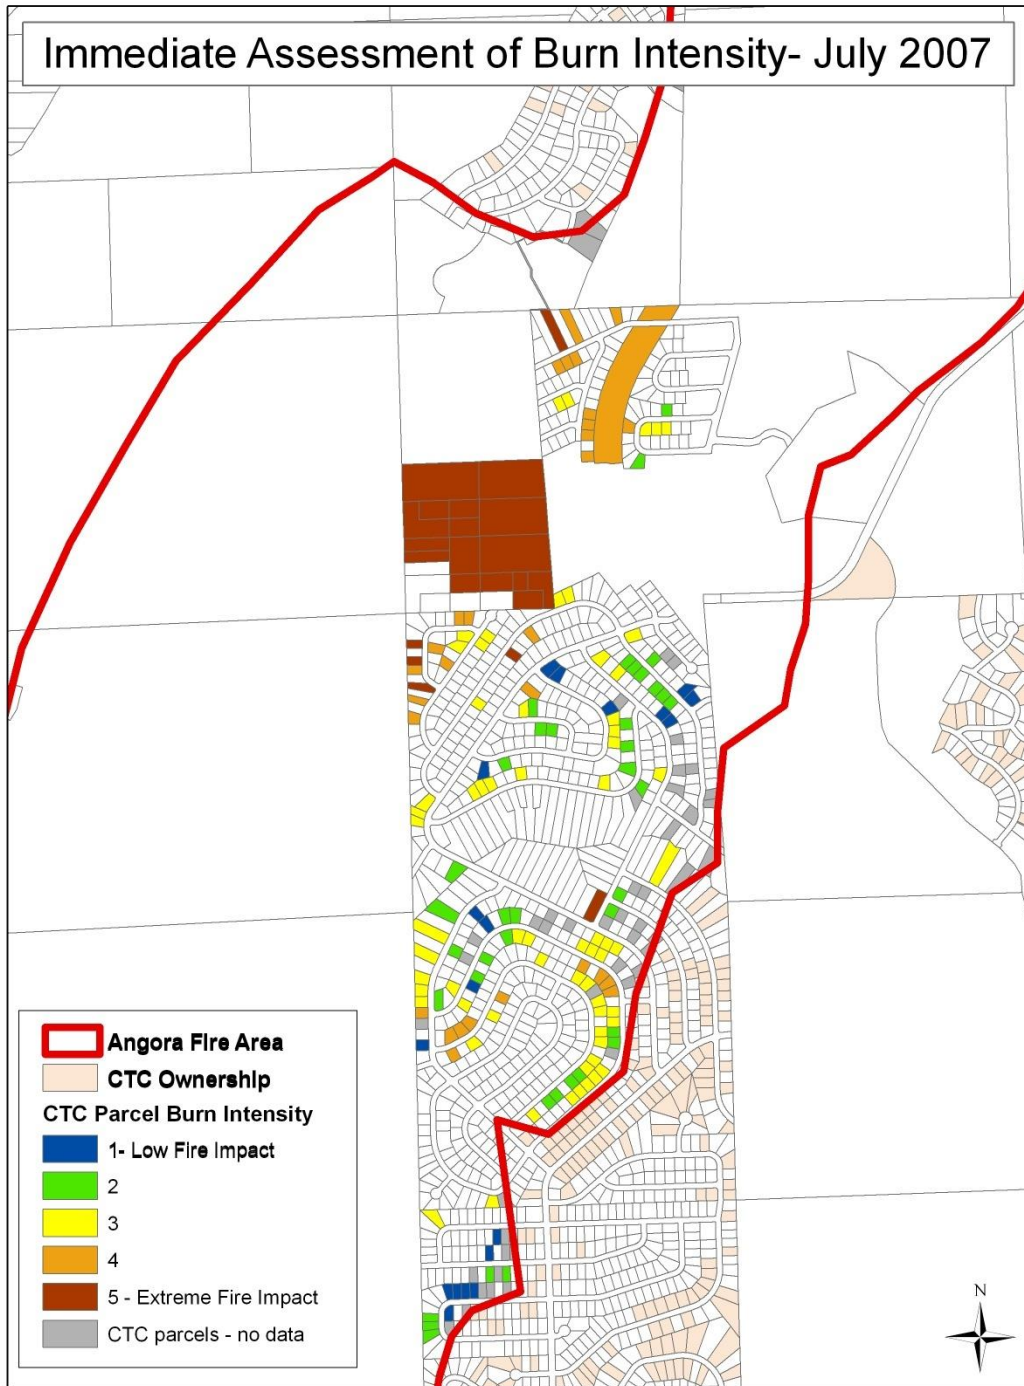 Immediate Assessment of Burn Intensity- July 2007
Angora Fire Area
CTC Ownership
CTC Parcel Burn Intensity
1- Low Fire Impact
2
3
4
5 - Extreme Fire Impact
CTC parcels - no data
N